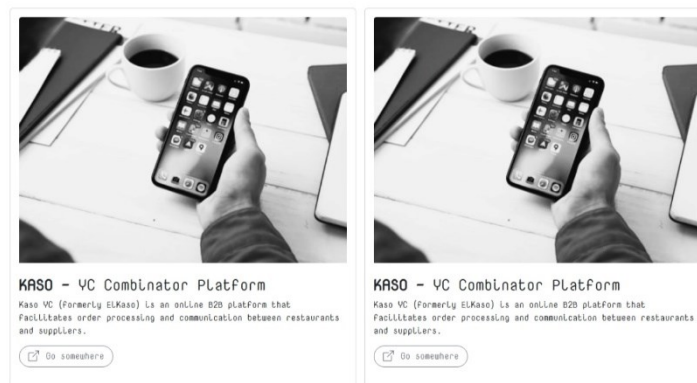 KASO – YC Combinator Platform
Kaso YC (formerly ELKaso) is an online B2B platform that
facilitates order processing and communication between restaurants
and suppliers.
Go somewhere
KASO – YC Combinator Platform
Kaso YC (formerly ELKaso) is an online B2B platform that
facilitates order processing and communication between restaurants
and suppliers.
Go somewhere